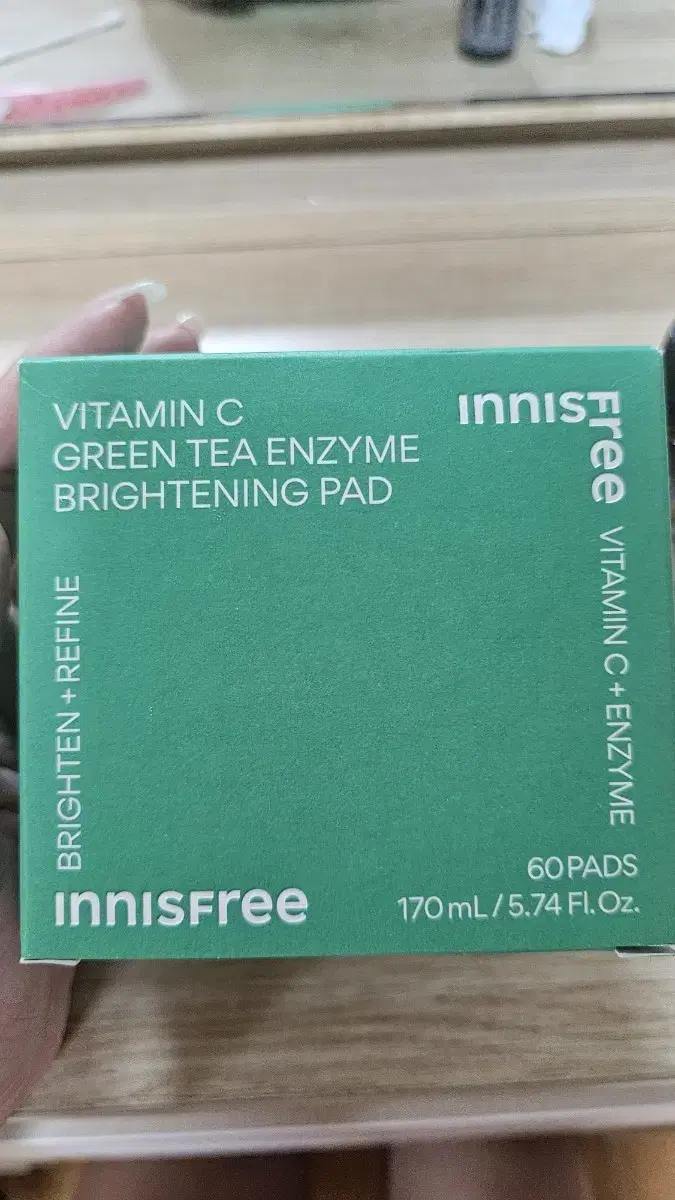 VITAMIN C
GREEN TEA ENZYME
BRIGHTENING PAD
innisfree
VITAMIN C + ENZYME
BRIGHTEN + REFINE
innisfree
60 PADS
170 mL / 5.74 Fl. Oz.